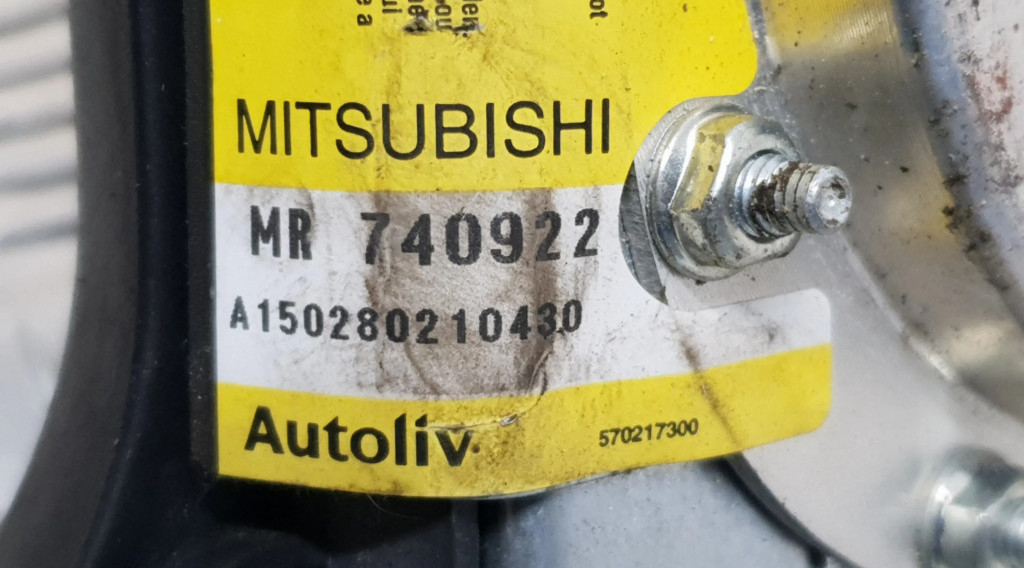 MITSUBISHI
MR 740922
A150280210430
Autoliv
570217300